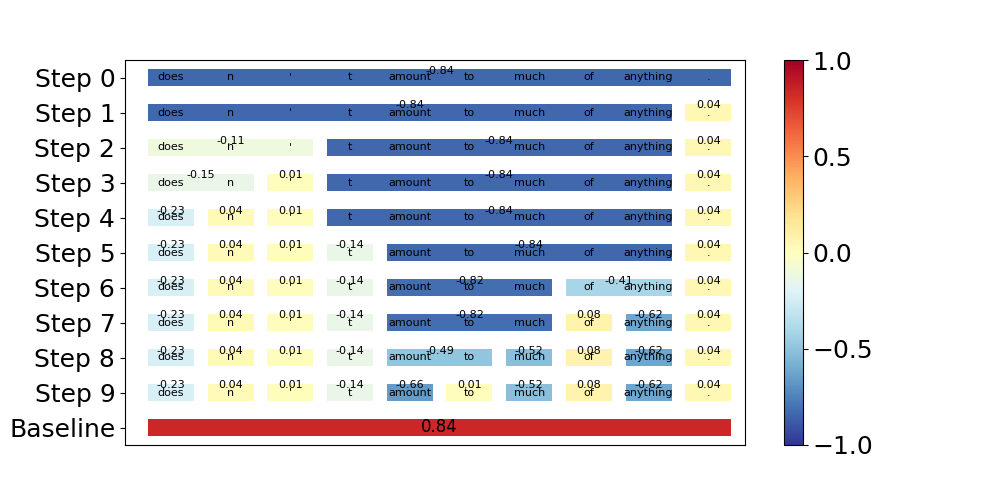 1.0
-0.84
Step 0 does n ' t amount to much of anything .
-0.84 0.04
Step 1 does n ' t amount to much of anything .
-0.11 -0.84 0.04
Step 2 does n ' t amount to much of anything .
-0.15 0.01 -0.84 0.04
Step 3 does n ' t amount to much of anything .
0.5
-0.23 0.04 0.01 -0.84 0.04
Step 4 does n ' t amount to much of anything .
-0.23 0.04 0.01 -0.14 -0.84 0.04
Step 5 does n ' t amount to much of anything .
0.0
-0.23 0.04 0.01 -0.14 -0.82 -0.41 0.04
Step 6 does n ' t amount to much of anything .
-0.23 0.04 0.01 -0.14 -0.82 0.08 -0.62 0.04
Step 7 does n ' t amount to much of anything .
−0.5
-0.23 0.04 0.01 -0.14 -0.49 -0.52 0.08 -0.62 0.04
Step 8 does n ' t amount to much of anything .
-0.23 0.04 0.01 -0.14 -0.66 0.01 -0.52 0.08 -0.62 0.04
Step 9 does n ' t amount to much of anything .
Baseline 0.84
−1.0